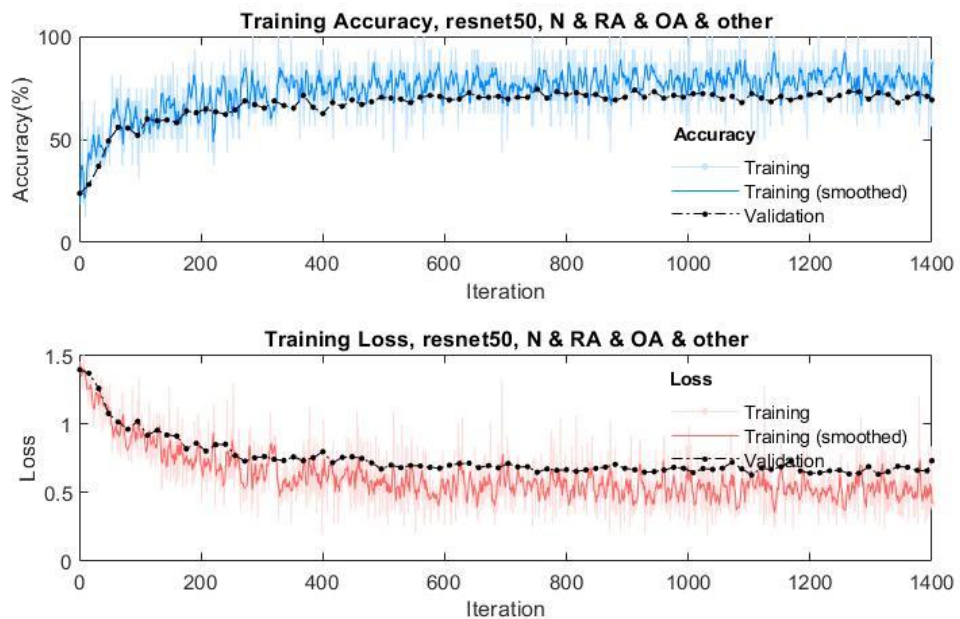 Training Accuracy, resnet50, N & RA & OA & other
100
50
0
Accuracy(%)
Accuracy
Training
Training (smoothed)
Validation
0 200 400 600 800 1000 1200 1400
Iteration
Training Loss, resnet50, N & RA & OA & other
1.5
1
0.5
0
Loss
Loss
Training
Training (smoothed)
Validation
0 200 400 600 800 1000 1200 1400
Iteration